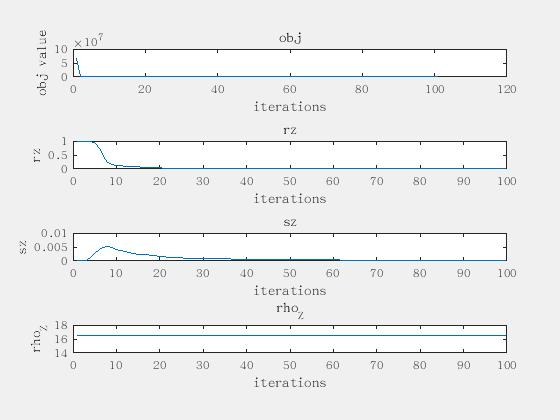 obj
×10^7
obj value
10
5
0
0 20 40 60 80 100 120
iterations
rz
rz
1
0.5
0
0 10 20 30 40 50 60 70 80 90 100
iterations
sz
sz
0.01
0.005
0
0 10 20 30 40 50 60 70 80 90 100
iterations
rho_z
rho_z
18
16
14
0 10 20 30 40 50 60 70 80 90 100
iterations